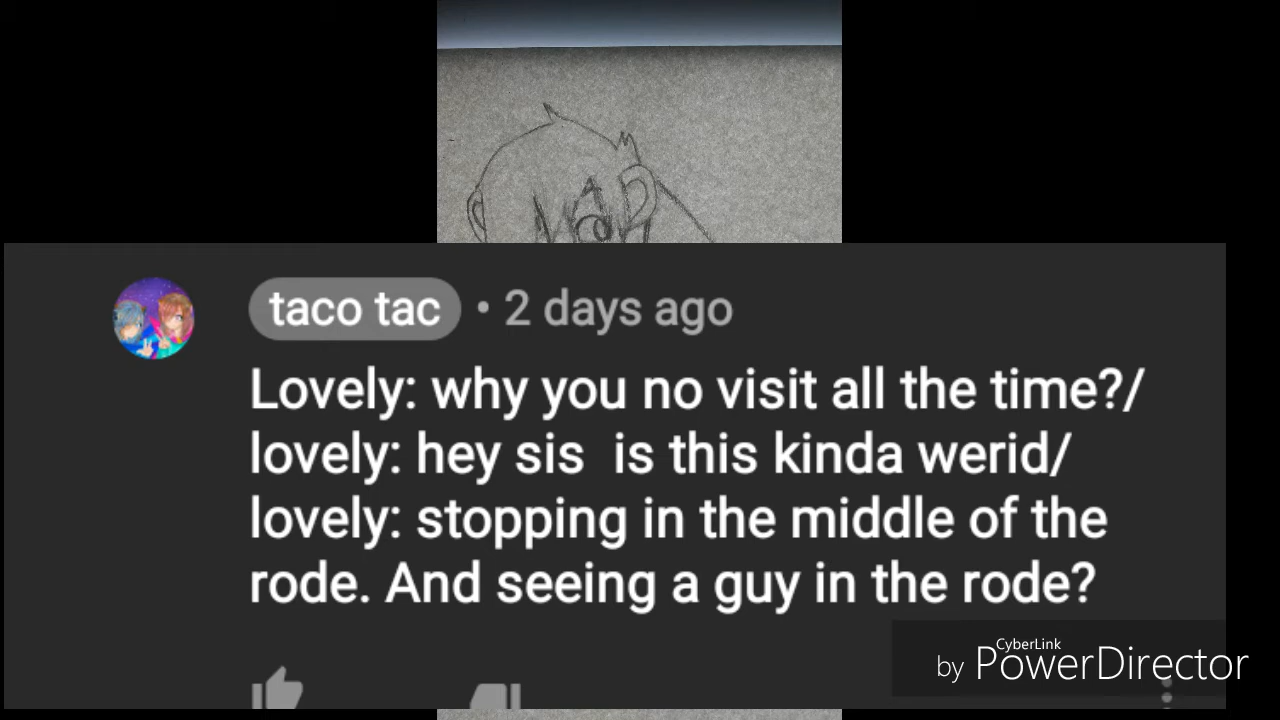 taco tac • 2 days ago
Lovely: why you no visit all the time?/
lovely: hey sis  is this kinda werid/
lovely: stopping in the middle of the
rode. And seeing a guy in the rode?
by CyberLink PowerDirector